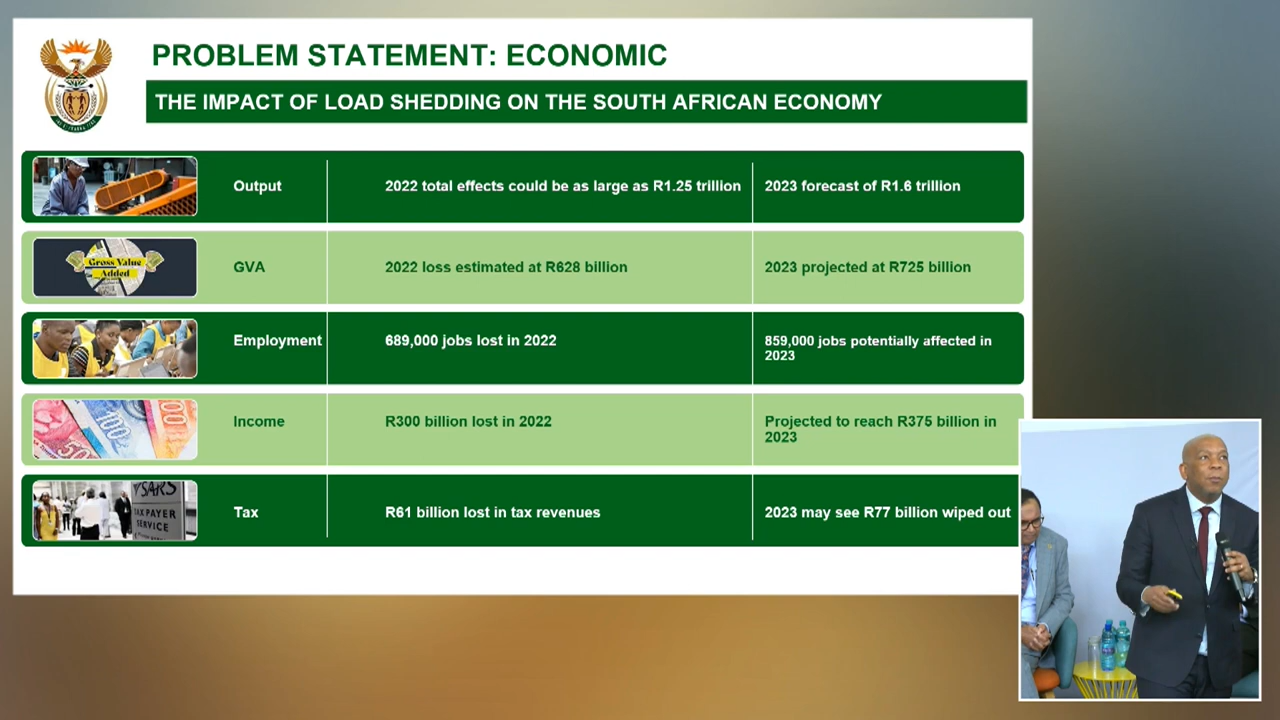 PROBLEM STATEMENT: ECONOMIC
THE IMPACT OF LOAD SHEDDING ON THE SOUTH AFRICAN ECONOMY
Output
2022 total effects could be as large as R1.25 trillion
2023 forecast of R1.6 trillion
Gross Value
Added
GVA
2022 loss estimated at R628 billion
2023 projected at R725 billion
Employment
689,000 jobs lost in 2022
859,000 jobs potentially affected in
2023
Income
R300 billion lost in 2022
Projected to reach R375 billion in
2023
SARS
TAX PAYER
SERVICE
Tax
R61 billion lost in tax revenues
2023 may see R77 billion wiped out